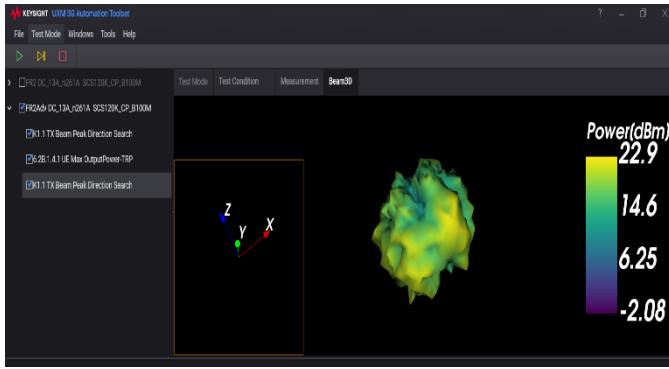 KEYSIGHT UXM 5G Automation Toolset
? – X
File Test Mode Windows Tools Help
FR2 DC_13A_n261A SCS120K_CP_B100M
Test Mode Test Condition Measurement Beam3D
FR2Adv DC_13A_n261A SCS120K_CP_B100M
K1.1 TX Beam Peak Direction Search
6.2B.1.4.1 UE Max OutputPower-TRP
K1.1 TX Beam Peak Direction Search
Power(dBm)
22.9
14.6
6.25
-2.08
Z
Y
X